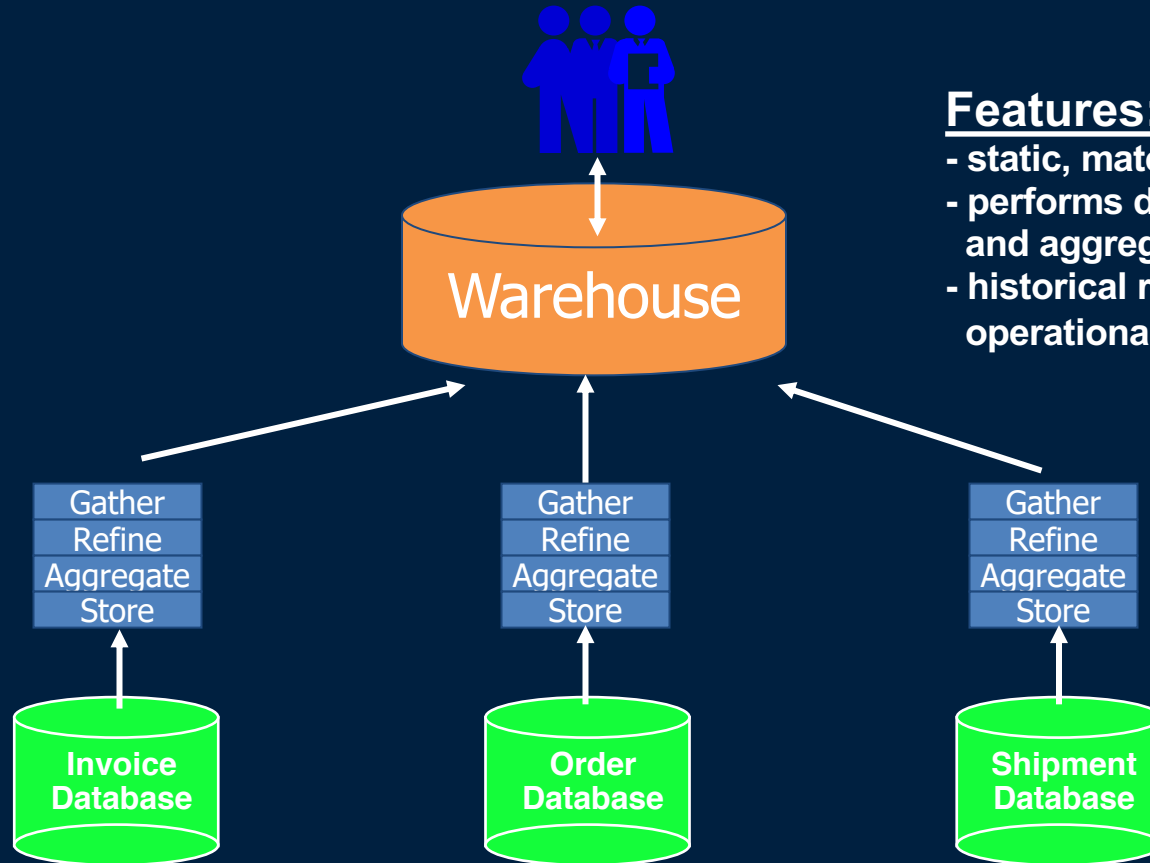 Features:
- static, mate
- performs d
and aggreg
- historical r
operationa
Warehouse
Gather
Refine
Aggregate
Store
Gather
Refine
Aggregate
Store
Gather
Refine
Aggregate
Store
Invoice
Database
Order
Database
Shipment
Database